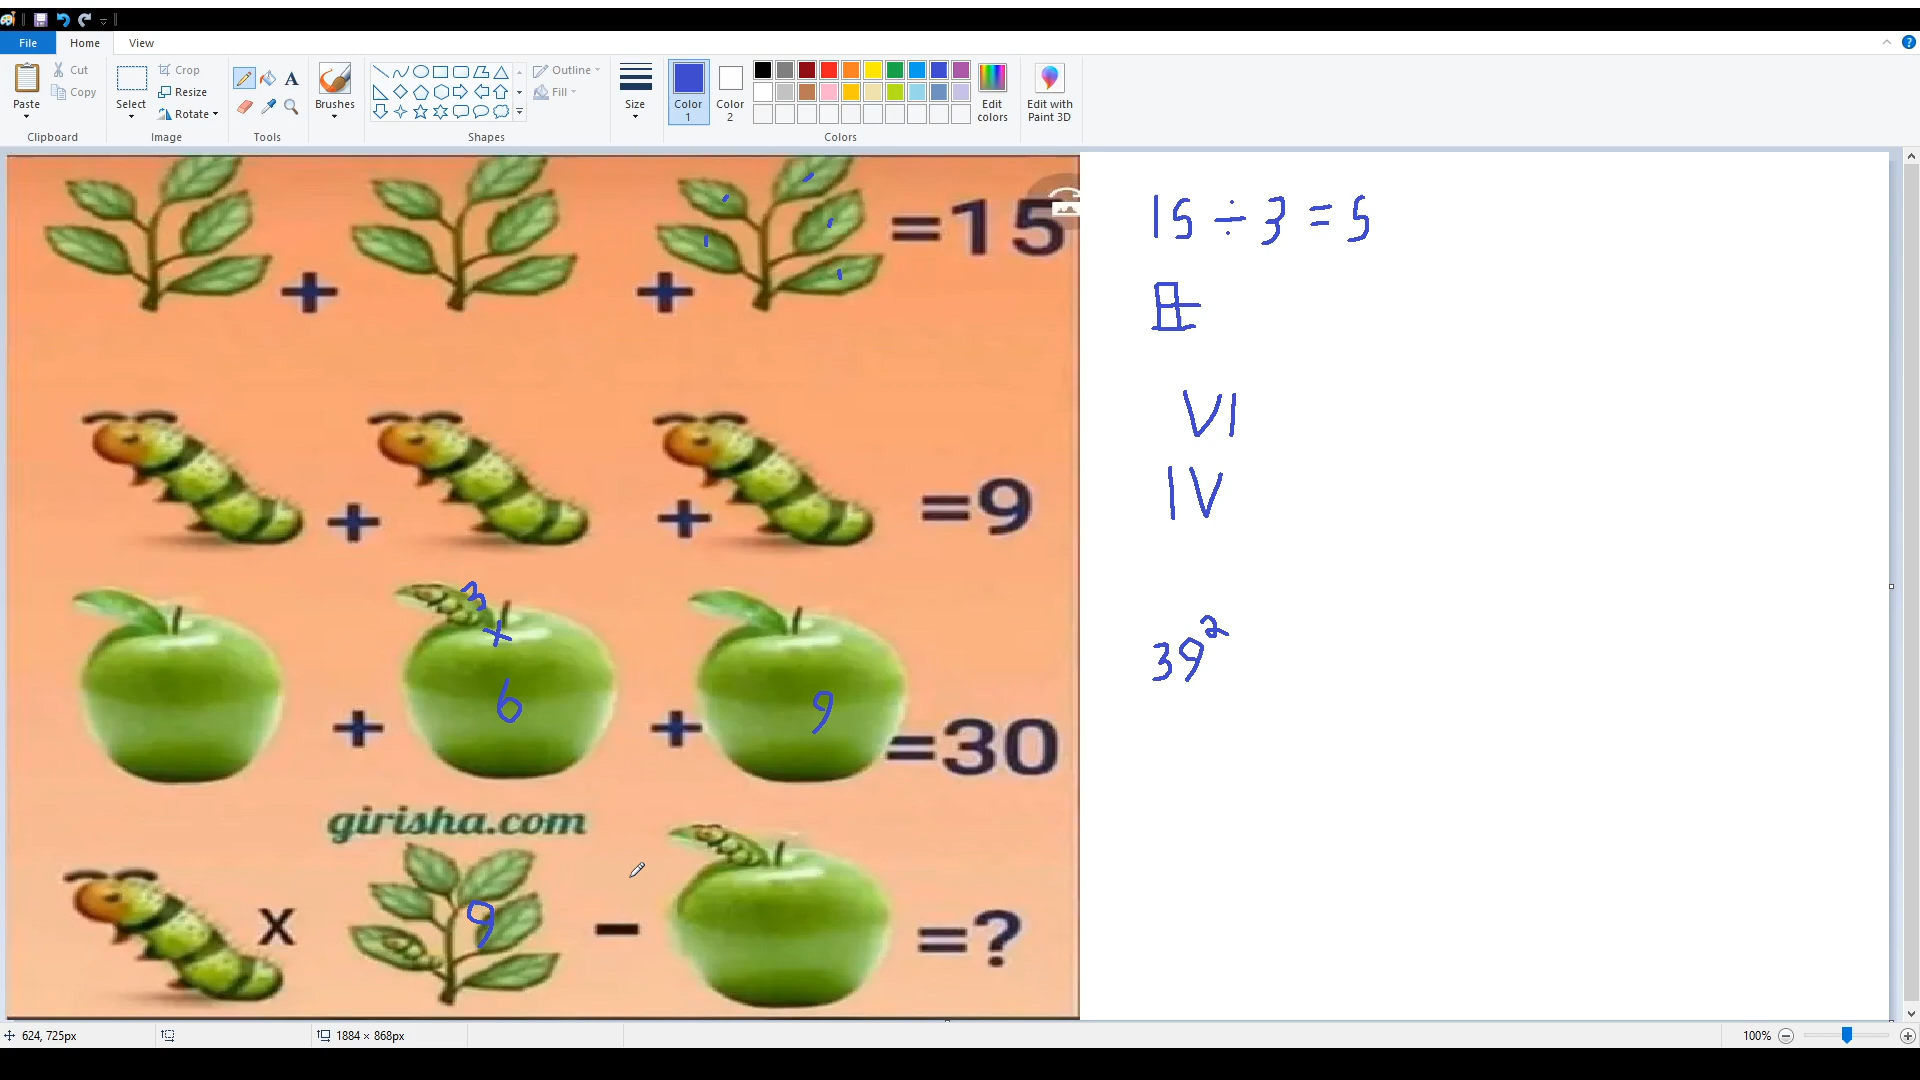 File Home View
Paste Cut Copy Clipboard
Select Crop Resize Rotate Image
Tools
Brushes
Shapes Outline Fill
Size
Color 1 Color 2 Edit colors Colors
Edit with Paint 3D
+ + =15
15 ÷ 3 = 5
VI
IV
+ + =9
3
+
6 9
+ + =30
39²
girisha.com
x 9 - =?
624, 725px 1884 × 868px 100%